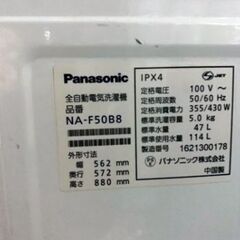 Panasonic
全自動電気洗濯機
品番
NA-F50B8
外形寸法
幅 562 mm
奥行 572 mm
高さ 880 mm
IPX4
JET
定格電圧 100 V～
定格周波数 50/60 Hz
定格消費電力 355/430 W
標準洗濯容量 5.0 kg
標準水量 47 L
標準使用水量 114 L
製造番号 1621300178
パナソニック株式会社
中国製